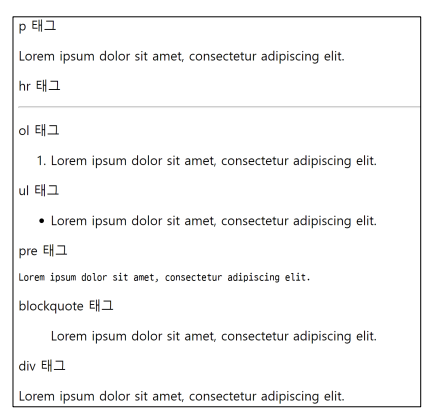 p 태그
Lorem ipsum dolor sit amet, consectetur adipiscing elit.
hr 태그
ol 태그
1. Lorem ipsum dolor sit amet, consectetur adipiscing elit.
ul 태그
• Lorem ipsum dolor sit amet, consectetur adipiscing elit.
pre 태그
Lorem ipsum dolor sit amet, consectetur adipiscing elit.
blockquote 태그
Lorem ipsum dolor sit amet, consectetur adipiscing elit.
div 태그
Lorem ipsum dolor sit amet, consectetur adipiscing elit.